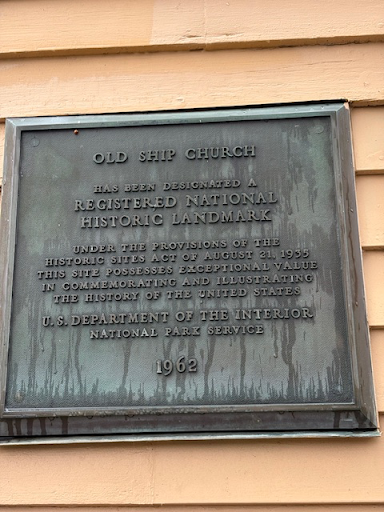 OLD SHIP CHURCH
HAS BEEN DESIGNATED A
REGISTERED NATIONAL
HISTORIC LANDMARK
UNDER THE PROVISIONS OF THE
HISTORIC SITES ACT OF AUGUST 21, 1935
THIS SITE POSSESSES EXCEPTIONAL VALUE
IN COMMEMORATING AND ILLUSTRATING
THE HISTORY OF THE UNITED STATES
U.S. DEPARTMENT OF THE INTERIOR
NATIONAL PARK SERVICE
1962